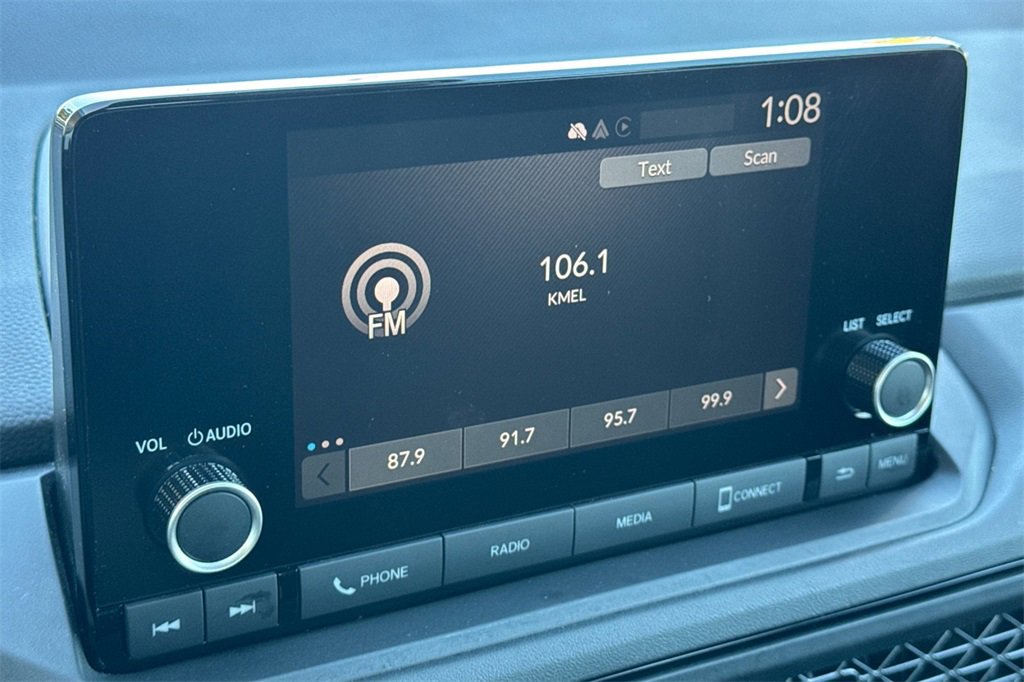 1:08
Text Scan
106.1
KMEL
FM
LIST SELECT
VOL AUDIO
87.9 91.7 95.7 99.9
PHONE RADIO MEDIA CONNECT MENU